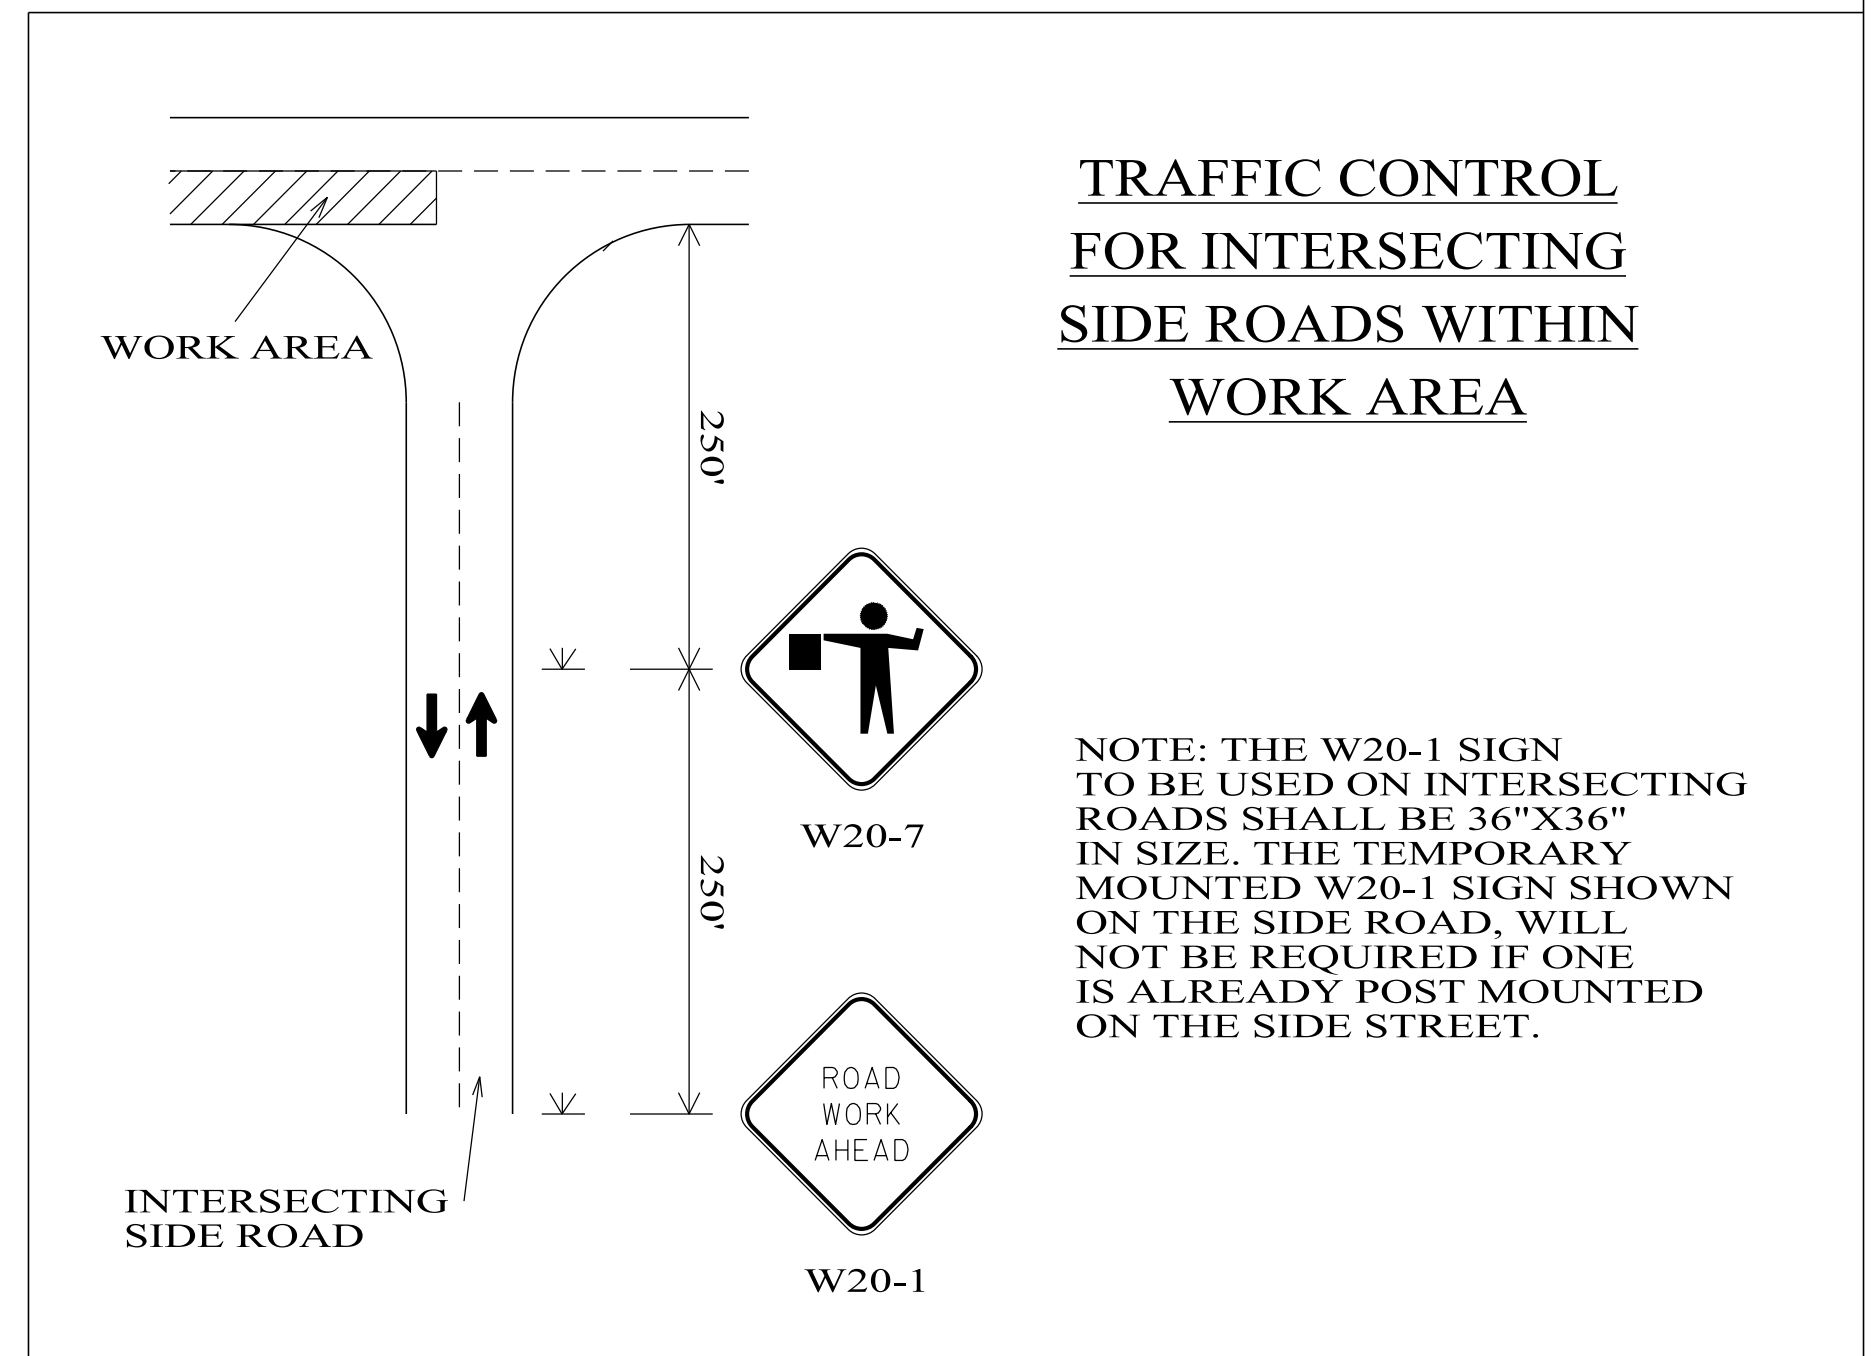 TRAFFIC CONTROL
FOR INTERSECTING
SIDE ROADS WITHIN
WORK AREA
WORK AREA
250'
W20-7
250'
NOTE: THE W20-1 SIGN
TO BE USED ON INTERSECTING
ROADS SHALL BE 36"X36"
IN SIZE. THE TEMPORARY
MOUNTED W20-1 SIGN SHOWN
ON THE SIDE ROAD, WILL
NOT BE REQUIRED IF ONE
IS ALREADY POST MOUNTED
ON THE SIDE STREET.
ROAD
WORK
AHEAD
INTERSECTING
SIDE ROAD
W20-1